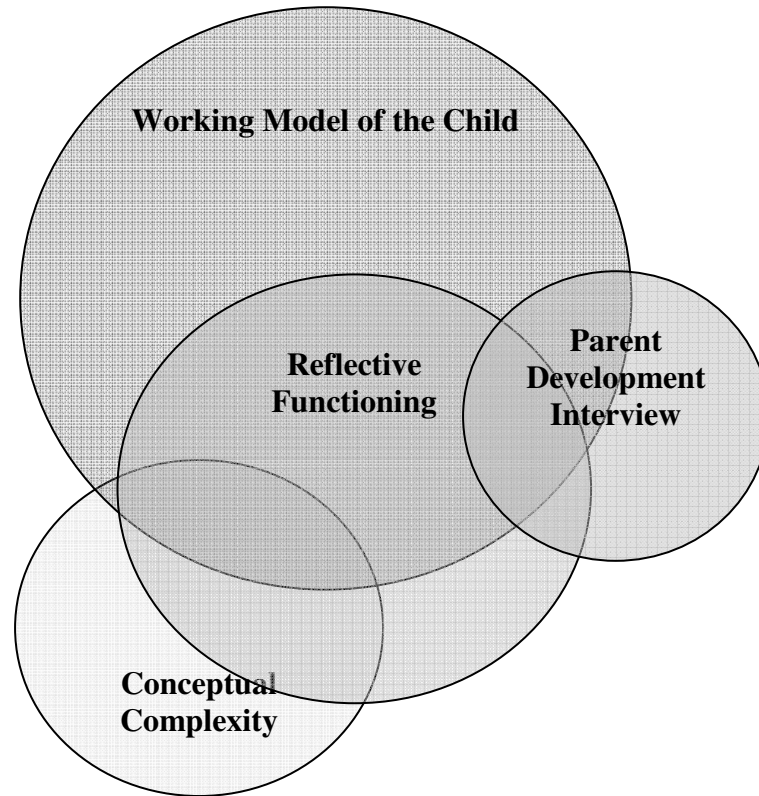 Working Model of the Child
Reflective
Functioning
Parent
Development
Interview
Conceptual
Complexity